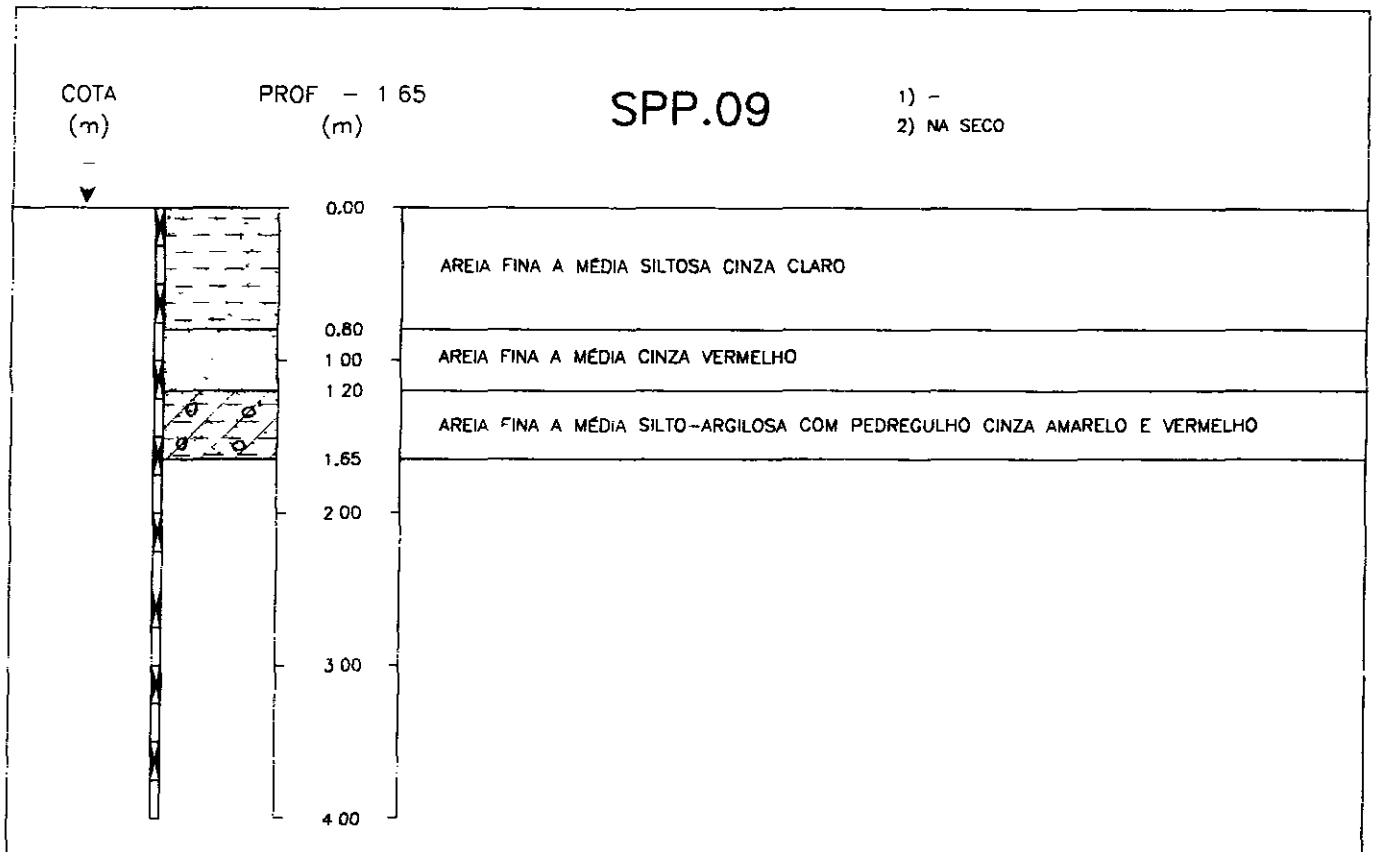 COTA
(m)
–
PROF – 1 65
(m)
SPP.09
1) –
2) NA SECO
0.00
AREIA FINA A MÉDIA SILTOSA CINZA CLARO
0.80
1 00
AREIA FINA A MÉDIA CINZA VERMELHO
1 20
AREIA FINA A MÉDIA SILTO-ARGILOSA COM PEDREGULHO CINZA AMARELO E VERMELHO
1,65
2 00
3 00
4 00